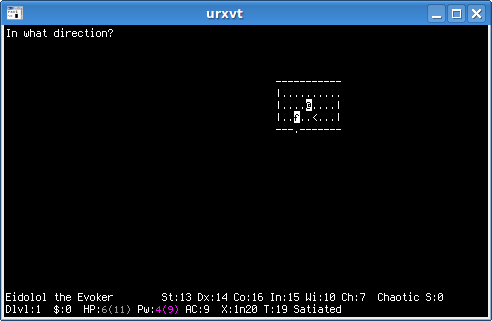 urxvt
In what direction?
-----------
|..........
|....@....|
|..f..<...|
---.-------
Eidolol the Evoker St:13 Dx:14 Co:16 In:15 Wi:10 Ch:7 Chaotic S:0
Dlvl:1 $:0 HP:6(11) Pw:4(9) AC:9 X:1n20 T:19 Satiated